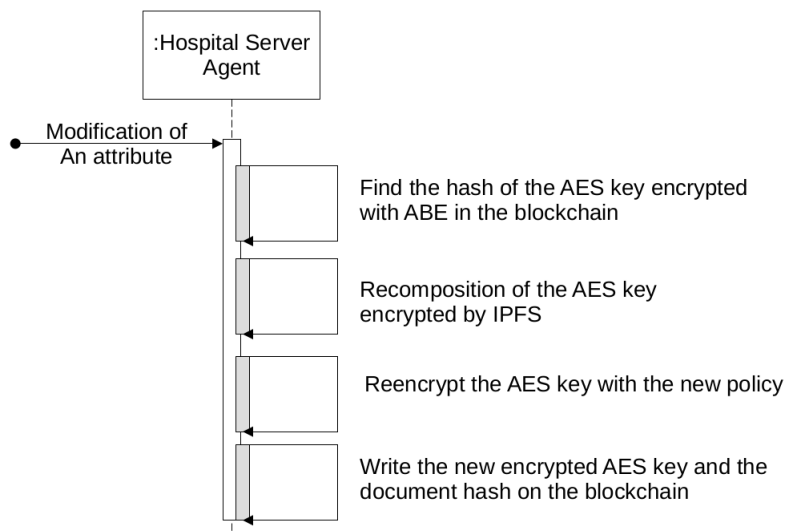 :Hospital Server
Agent
Modification of
An attribute
Find the hash of the AES key encrypted
with ABE in the blockchain
Recomposition of the AES key
encrypted by IPFS
Reencrypt the AES key with the new policy
Write the new encrypted AES key and the
document hash on the blockchain